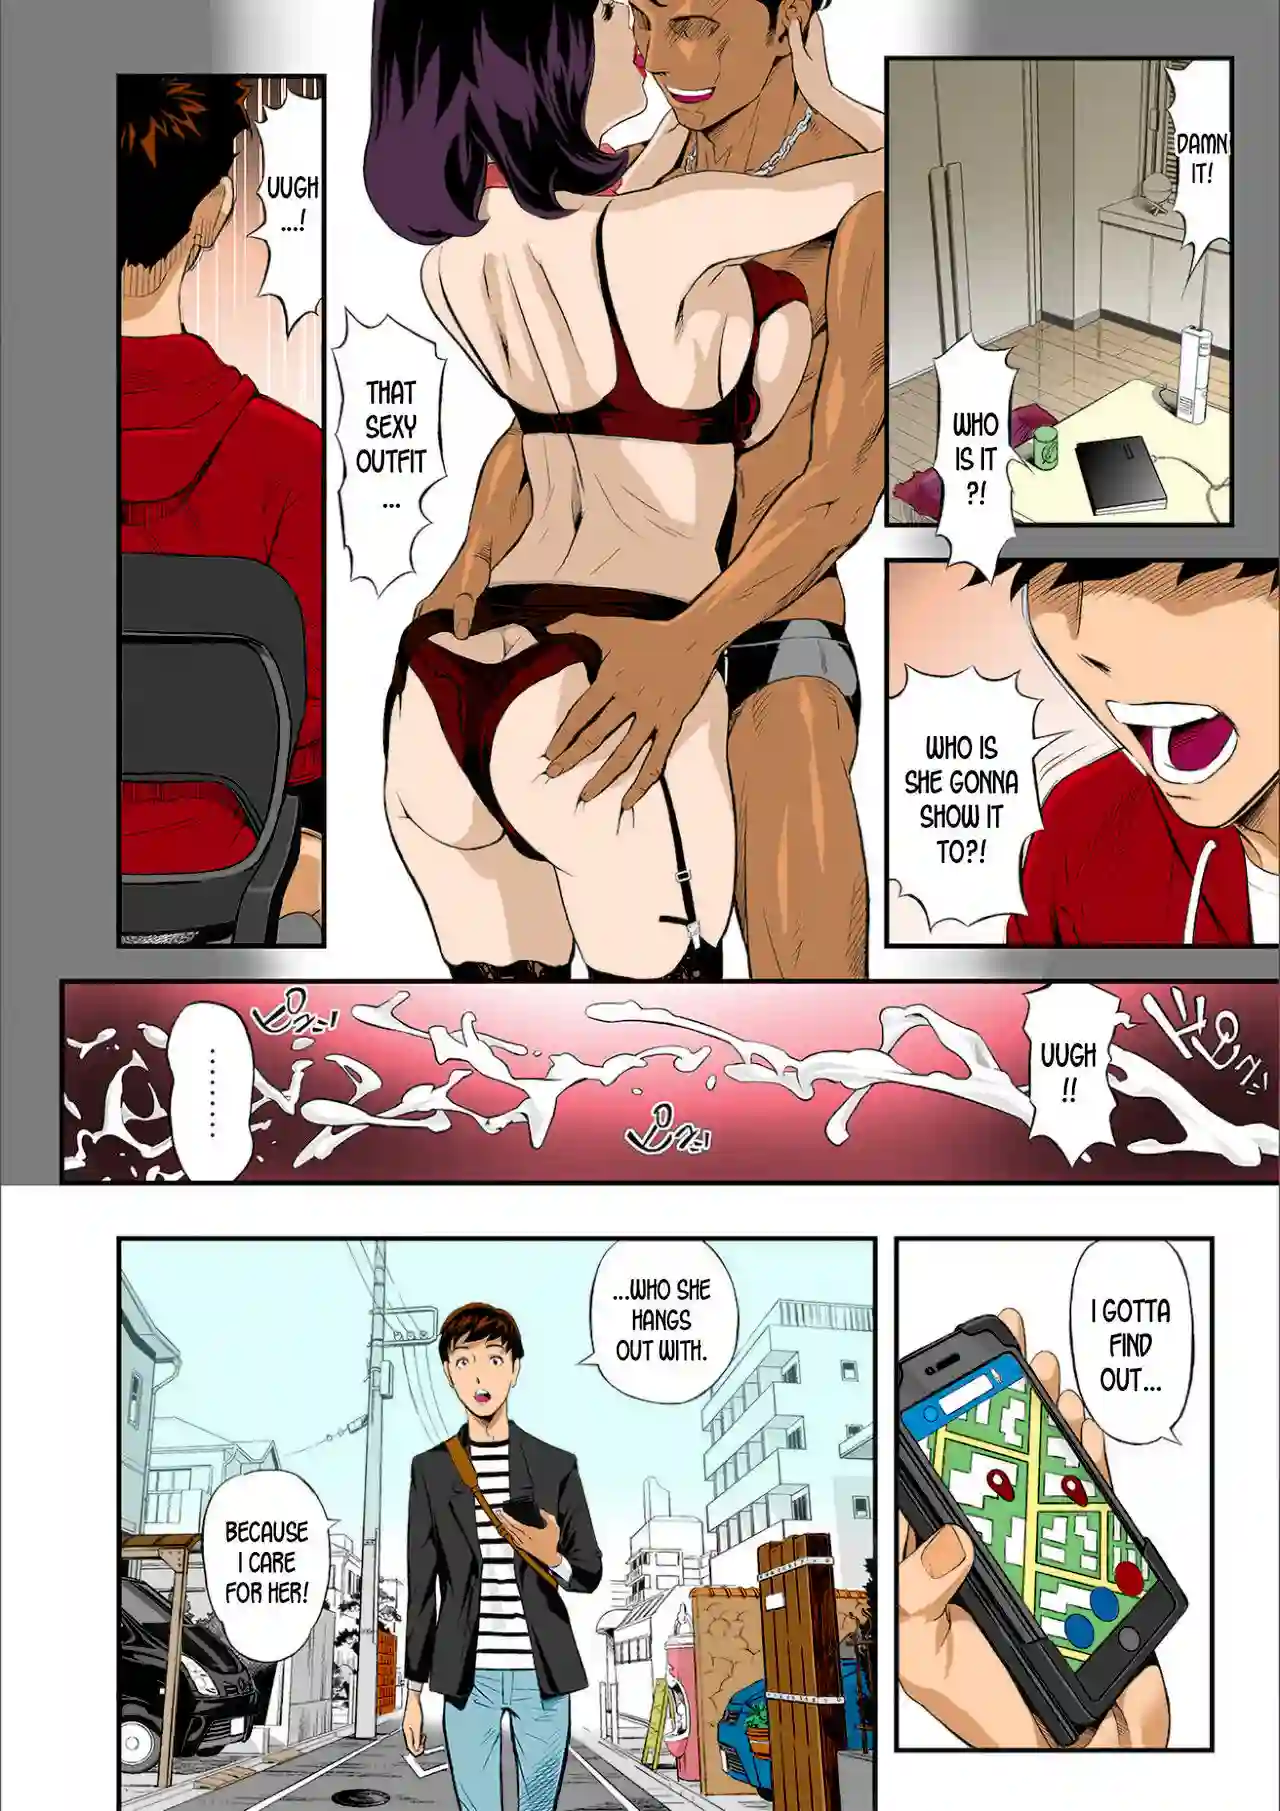 DAMN
IT!
WHO
IS IT
?!
WHO IS
SHE GONNA
SHOW IT
TO?!
THAT
SEXY
OUTFIT
...
UUGH
...!
UUGH
!!
.........
I GOTTA
FIND
OUT...
...WHO SHE
HANGS
OUT WITH.
BECAUSE
I CARE
FOR HER!